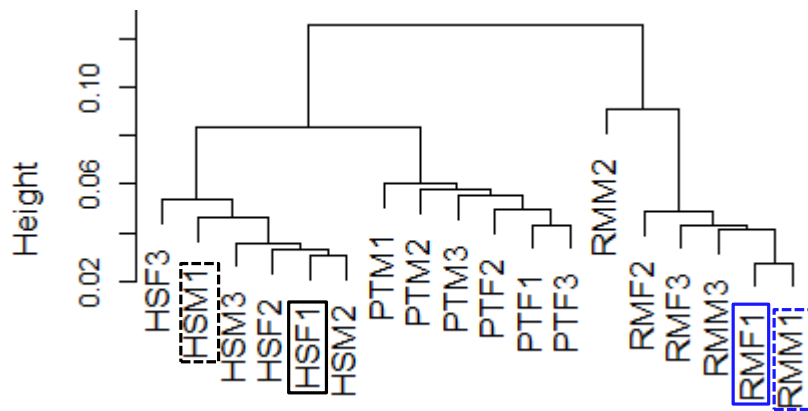 Height
0.10
0.06
0.02
HSF3
HSM1
HSM3
HSF2
HSF1
HSM2
PTM1
PTM2
PTM3
PTF2
PTF1
PTF3
RMM2
RMF2
RMF3
RMM3
RMF1
RMM1